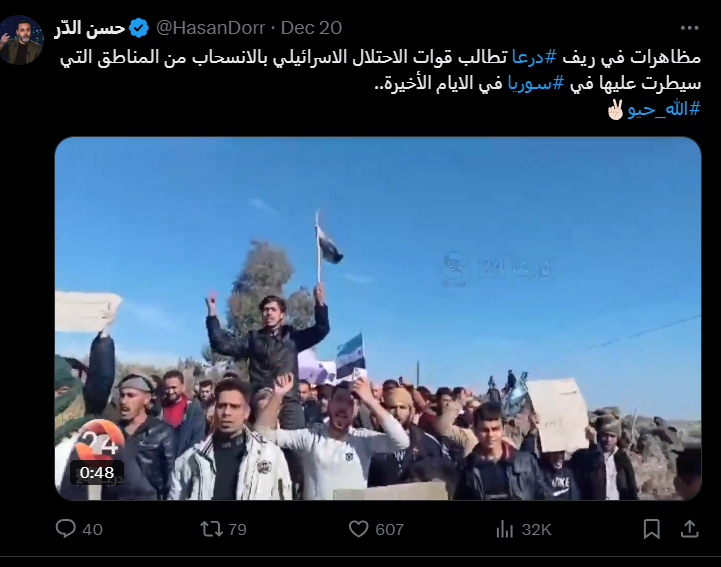 حسن الدّر @HasanDorr · Dec 20
مظاهرات في ريف #درعا تطالب قوات الاحتلال الاسرائيلي بالانسحاب من المناطق التي
سيطرت عليها في #سوريا في الايام الأخيرة..
#الله_حيو
درعا 24
24
0:48
40 79 607 32K